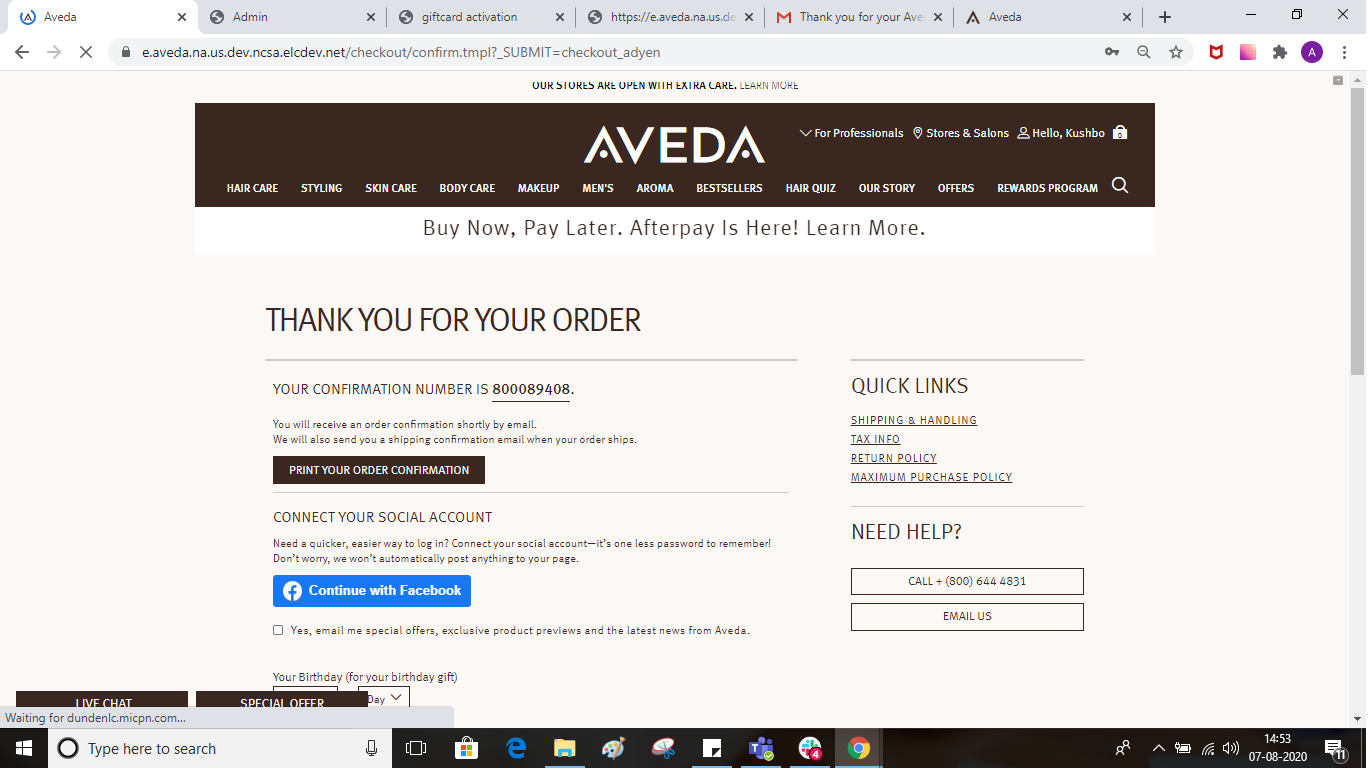 Aveda
Admin
giftcard activation
https://e.aveda.na.us.de
Thank you for your Ave
Aveda
e.aveda.na.us.dev.ncsa.elcdev.net/checkout/confirm.tmpl?_SUBMIT=checkout_adyen
A
OUR STORES ARE OPEN WITH EXTRA CARE. LEARN MORE
AVEDA
For Professionals
Stores & Salons
Hello, Kushbo
0
HAIR CARE
STYLING
SKIN CARE
BODY CARE
MAKEUP
MEN'S
AROMA
BESTSELLERS
HAIR QUIZ
OUR STORY
OFFERS
REWARDS PROGRAM
Buy Now, Pay Later. Afterpay Is Here! Learn More.
THANK YOU FOR YOUR ORDER
YOUR CONFIRMATION NUMBER IS 800089408.
You will receive an order confirmation shortly by email.
We will also send you a shipping confirmation email when your order ships.
PRINT YOUR ORDER CONFIRMATION
CONNECT YOUR SOCIAL ACCOUNT
Need a quicker, easier way to log in? Connect your social account—it’s one less password to remember!
Don’t worry, we won’t automatically post anything to your page.
Continue with Facebook
Yes, email me special offers, exclusive product previews and the latest news from Aveda.
Your Birthday (for your birthday gift)
Day
QUICK LINKS
SHIPPING & HANDLING
TAX INFO
RETURN POLICY
MAXIMUM PURCHASE POLICY
NEED HELP?
CALL + (800) 644 4831
EMAIL US
LIVE CHAT
SPECIAL OFFER
Waiting for dundenlc.micpn.com...
Type here to search
4
14:53
07-08-2020
11